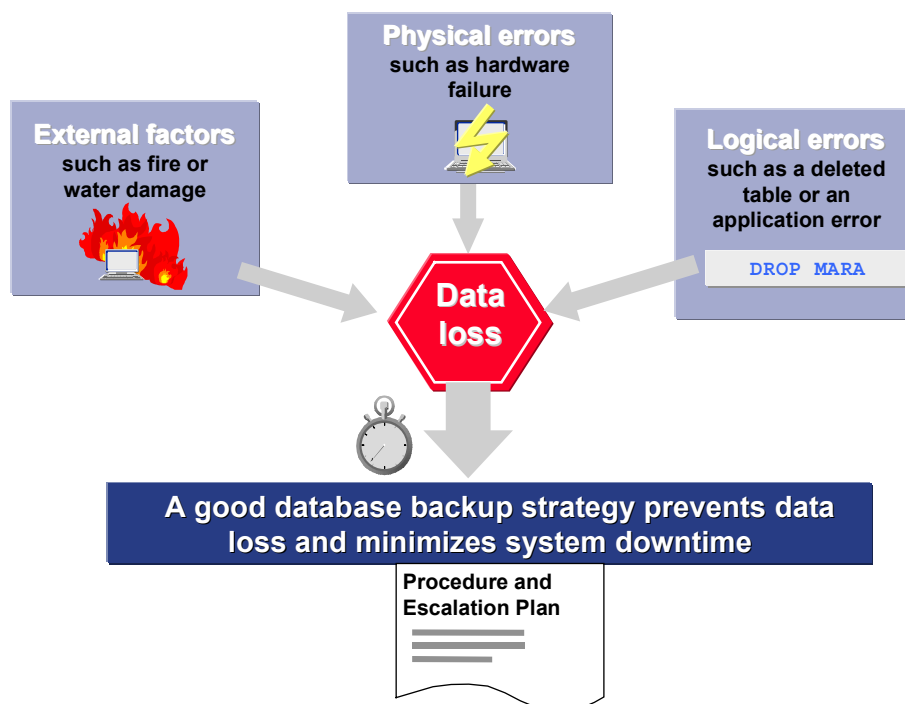 Physical errors
such as hardware
failure
External factors
such as fire or
water damage
Logical errors
such as a deleted
table or an
application error
DROP MARA
Data
loss
A good database backup strategy prevents data
loss and minimizes system downtime
Procedure and
Escalation Plan